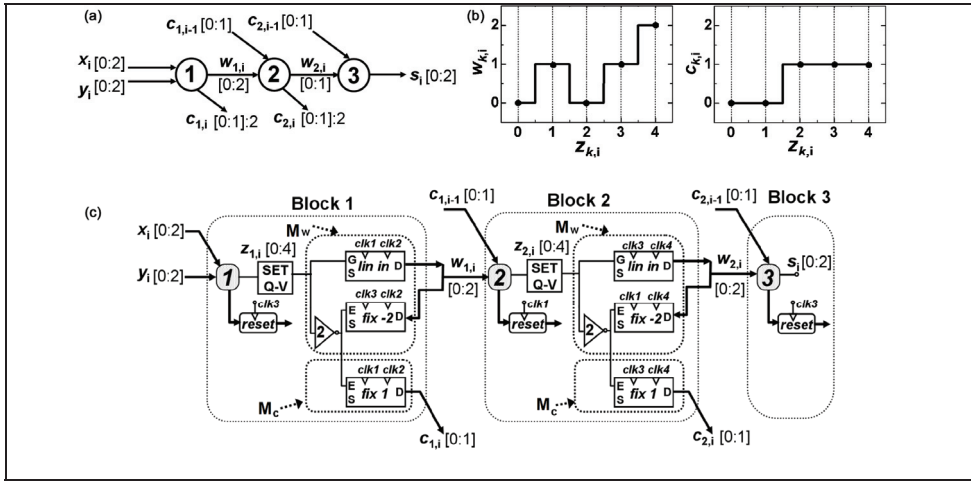 (a)
c1,i-1 [0:1] c2,i-1 [0:1]
xi [0:2]
yi [0:2]
1 w1,i [0:2] 2 w2,i [0:1] 3 si [0:2]
c1,i [0:1]:2 c2,i [0:1]:2
(b)
wk,i
2
1
0
0 1 2 3 4
zk,i
ck,i
2
1
0
0 1 2 3 4
zk,i
(c)
Block 1
xi [0:2]
yi [0:2]
1
z1,i [0:4]
SET
Q-V
clk3
reset
Mw
clk1 clk2
G S lin in D
clk3 clk2
E S fix -2 D
2
Mc
clk1 clk2
E S fix 1 D
w1,i
[0:2]
c1,i [0:1]
c1,i-1 [0:1]
Block 2
2
z2,i [0:4]
SET
Q-V
clk1
reset
Mw
clk3 clk4
G S lin in D
clk1 clk4
E S fix -2 D
2
Mc
clk3 clk4
E S fix 1 D
w2,i
[0:2]
c2,i [0:1]
c2,i-1 [0:1]
Block 3
3
si [0:2]
clk3
reset